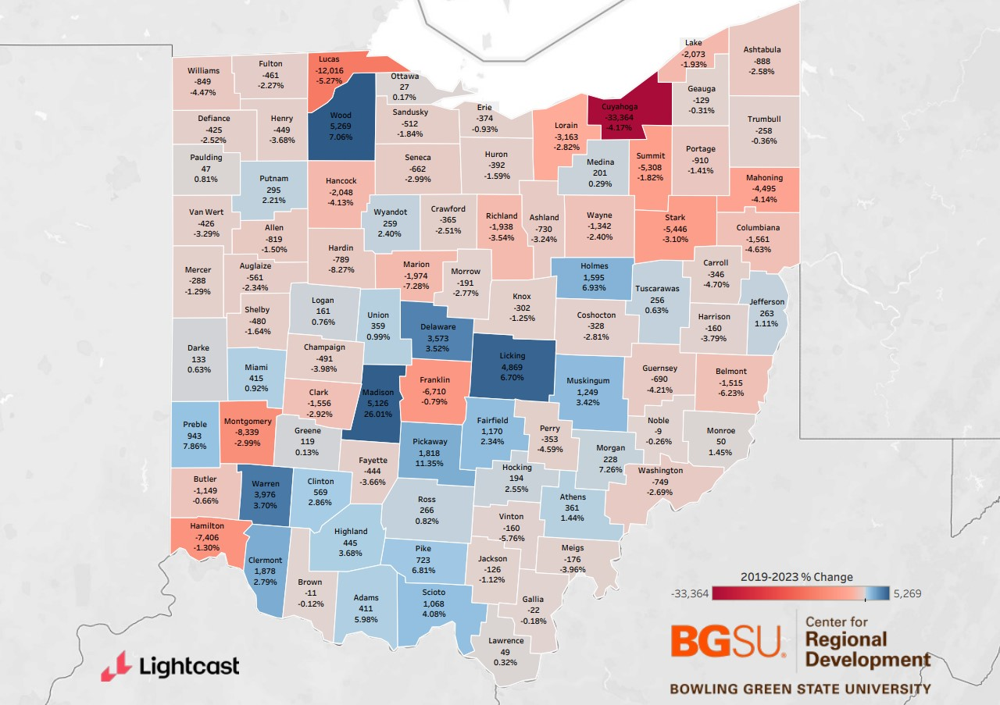 Williams
-849
-4.47%
Fulton
-461
-2.27%
Lucas
-12,016
-5.27%
Ottawa
27
0.17%
Lake
-2,073
-1.93%
Ashtabula
-888
-2.58%
Defiance
-425
-2.52%
Henry
-449
-3.68%
Wood
5,269
7.06%
Sandusky
-512
-1.84%
Erie
-374
-0.93%
Lorain
-3,163
-2.82%
Cuyahoga
-33,364
-4.17%
Geauga
-129
-0.31%
Trumbull
-258
-0.36%
Paulding
47
0.81%
Putnam
295
2.21%
Hancock
-2,048
-4.13%
Seneca
-662
-2.99%
Huron
-392
-1.59%
Medina
201
0.29%
Summit
-5,308
-1.82%
Portage
-910
-1.41%
Mahoning
-4,495
-4.14%
Van Wert
-426
-3.29%
Allen
-819
-1.50%
Wyandot
259
2.40%
Crawford
-365
-2.51%
Richland
-1,938
-3.54%
Ashland
-730
-3.24%
Wayne
-1,342
-2.40%
Stark
-5,446
-3.10%
Columbiana
-1,561
-4.63%
Mercer
-288
-1.29%
Auglaize
-561
-2.34%
Hardin
-789
-8.27%
Marion
-1,974
-7.28%
Morrow
-191
-2.77%
Holmes
1,595
6.93%
Carroll
-346
-4.70%
Shelby
-480
-1.64%
Logan
161
0.76%
Union
359
0.99%
Delaware
3,573
3.52%
Knox
-302
-1.25%
Coshocton
-328
-2.81%
Tuscarawas
256
0.63%
Harrison
-160
-3.79%
Jefferson
263
1.11%
Darke
133
0.63%
Miami
415
0.92%
Champaign
-491
-3.98%
Licking
4,869
6.70%
Muskingum
1,249
3.42%
Guernsey
-690
-4.21%
Belmont
-1,515
-6.23%
Clark
-1,556
-2.92%
Madison
5,126
26.01%
Franklin
-6,710
-0.79%
Preble
943
7.86%
Montgomery
-8,339
-2.99%
Greene
119
0.13%
Fairfield
1,170
2.34%
Perry
-353
-4.59%
Noble
-9
-0.26%
Monroe
50
1.45%
Pickaway
1,818
11.35%
Morgan
228
7.26%
Fayette
-444
-3.66%
Butler
-1,149
-0.66%
Warren
3,976
3.70%
Clinton
569
2.86%
Hocking
194
2.55%
Washington
-749
-2.69%
Ross
266
0.82%
Athens
361
1.44%
Hamilton
-7,406
-1.30%
Highland
445
3.68%
Vinton
-160
-5.76%
Clermont
1,878
2.79%
Pike
723
6.81%
Jackson
-126
-1.12%
Meigs
-176
-3.96%
Brown
-11
-0.12%
Adams
411
5.98%
Scioto
1,068
4.08%
Gallia
-22
-0.18%
Lawrence
49
0.32%
2019-2023 % Change
-33,364
5,269
BGSU.
Center for
Regional
Development
BOWLING GREEN STATE UNIVERSITY
Lightcast